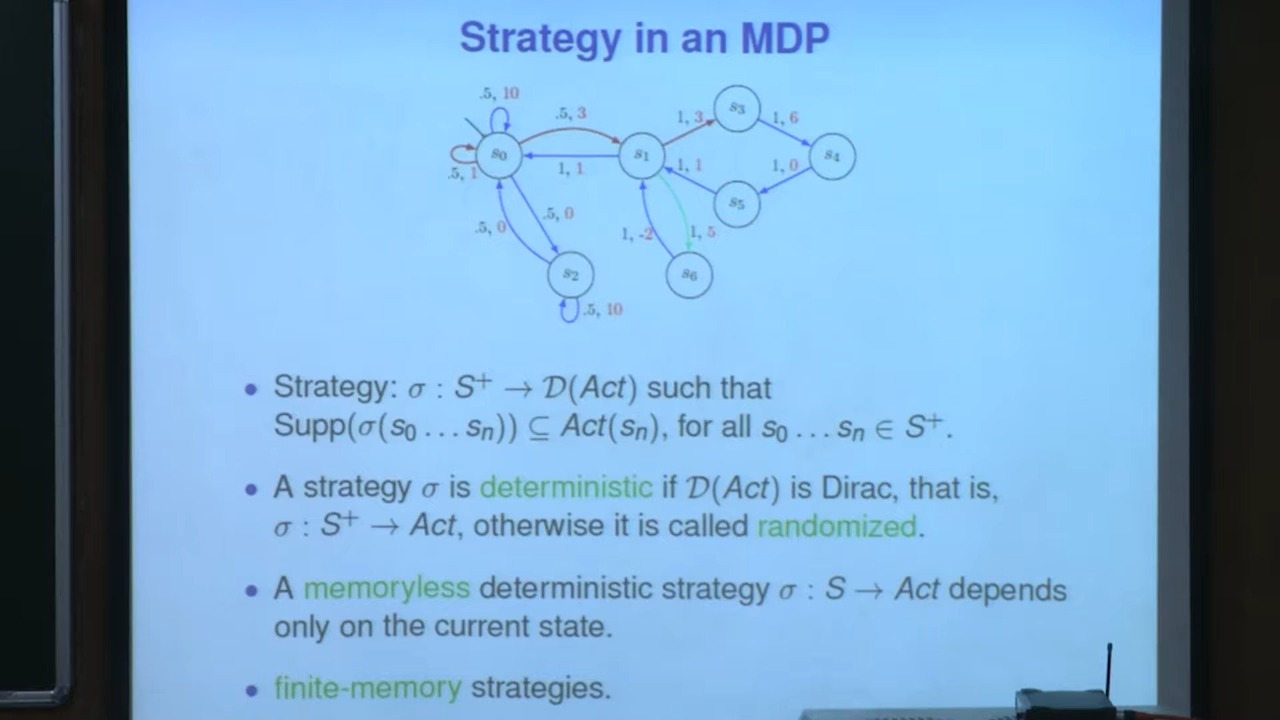 Strategy in an MDP
.5, 10
.5, 3
1, 3
s3
1, 6
s0
s1
s4
.5, 1
1, 1
1, 1
1, 0
s5
.5, 0
.5, 0
1, -2
1, 5
s2
s6
.5, 10
• Strategy: σ : S⁺ → 𝒟(Act) such that
Supp(σ(s₀ … sₙ)) ⊆ Act(sₙ), for all s₀ … sₙ ∈ S⁺.
• A strategy σ is deterministic if 𝒟(Act) is Dirac, that is,
σ : S⁺ → Act, otherwise it is called randomized.
• A memoryless deterministic strategy σ : S → Act depends
only on the current state.
• finite-memory strategies.